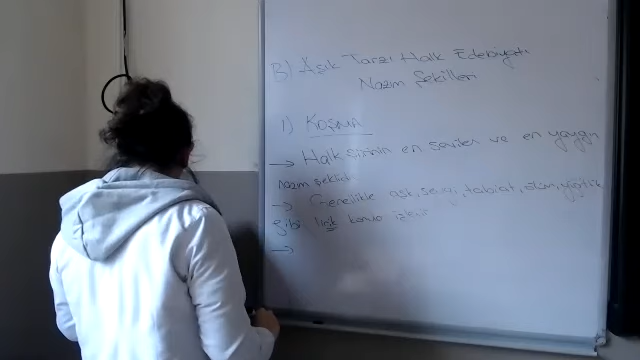 B) Aşık Tarzı Halk Edebiyatı
Nazım Şekilleri
1) Koşma
→ Halk şiirinin en sevilen ve en yaygın
nazım şeklidir
→ Genellikle aşk, sevgi, tabiat, ölüm, yiğitlik
gibi lirik konuları
→